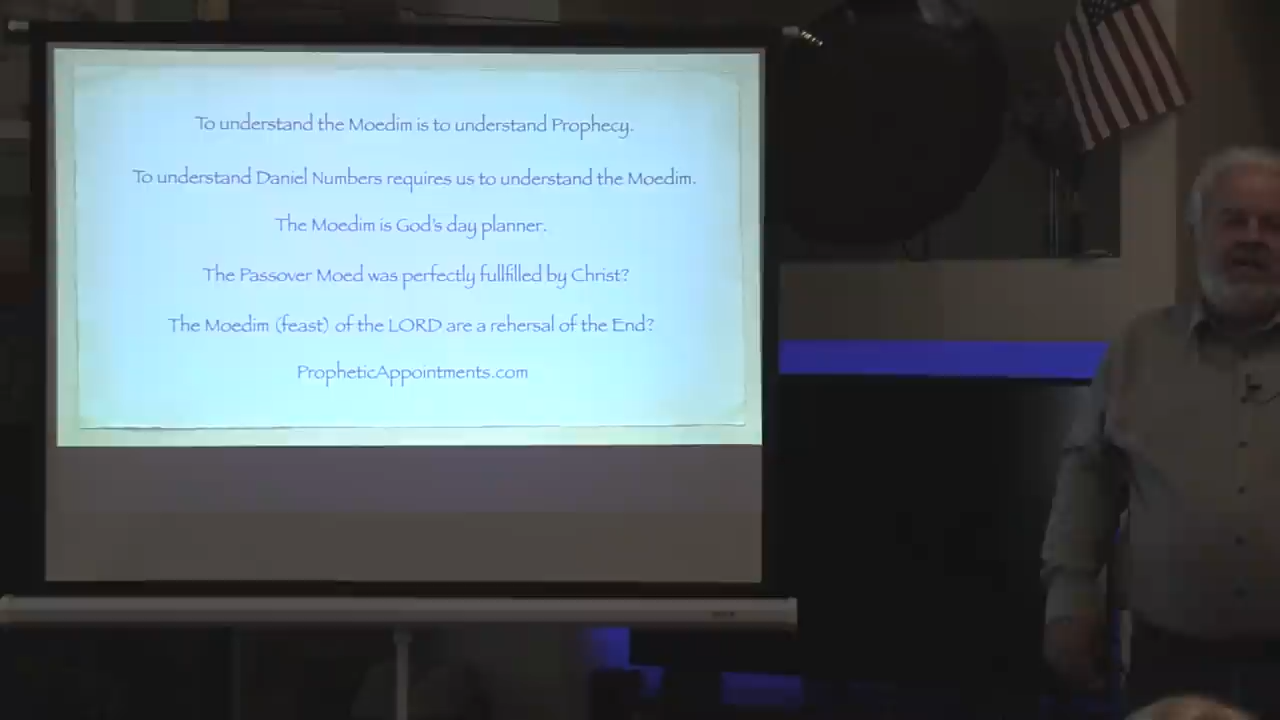 To understand the Moedim is to understand Prophecy.
To understand Daniel Numbers requires us to understand the Moedim.
The Moedim is God's day planner.
The Passover Moed was perfectly fullfilled by Christ?
The Moedim (feast) of the LORD are a rehersal of the End?
PropheticAppointments.com